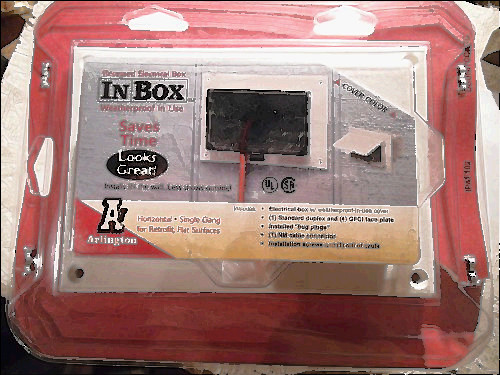 Recessed Electrical Box
IN BOX
Weatherproof In Use
Saves
Time
Looks
Great!
COVER COLOR
UL
Arlington
Horizontal • Single Gang
for Retrofit, Flat Surfaces
Includes: • Electrical box w/ weatherproof-in-use cover
• (1) Standard duplex and (1) GFCI face plate
• Installed "bug plugs"
• (1) NM cable connector
• Installation screws